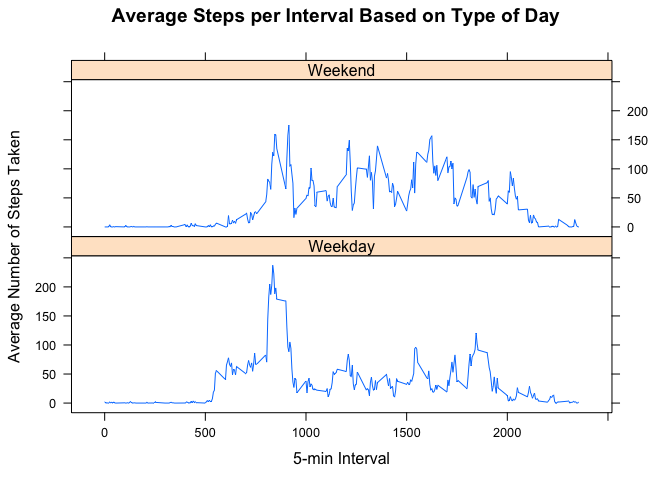 Average Steps per Interval Based on Type of Day
Weekend
200
150
100
50
0
Average Number of Steps Taken
Weekday
200
150
100
50
0
0 500 1000 1500 2000
5-min Interval